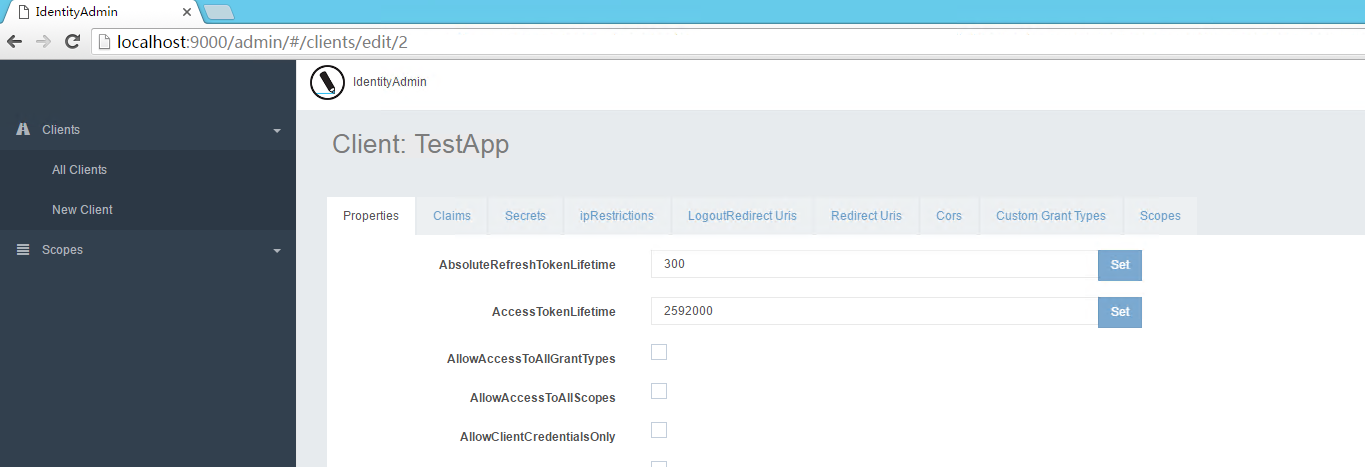 IdentityAdmin
localhost:9000/admin/#/clients/edit/2
IdentityAdmin
Clients
All Clients
New Client
Scopes
Client: TestApp
Properties Claims Secrets ipRestrictions LogoutRedirect Uris Redirect Uris Cors Custom Grant Types Scopes
AbsoluteRefreshTokenLifetime 300 Set
AccessTokenLifetime 2592000 Set
AllowAccessToAllGrantTypes
AllowAccessToAllScopes
AllowClientCredentialsOnly